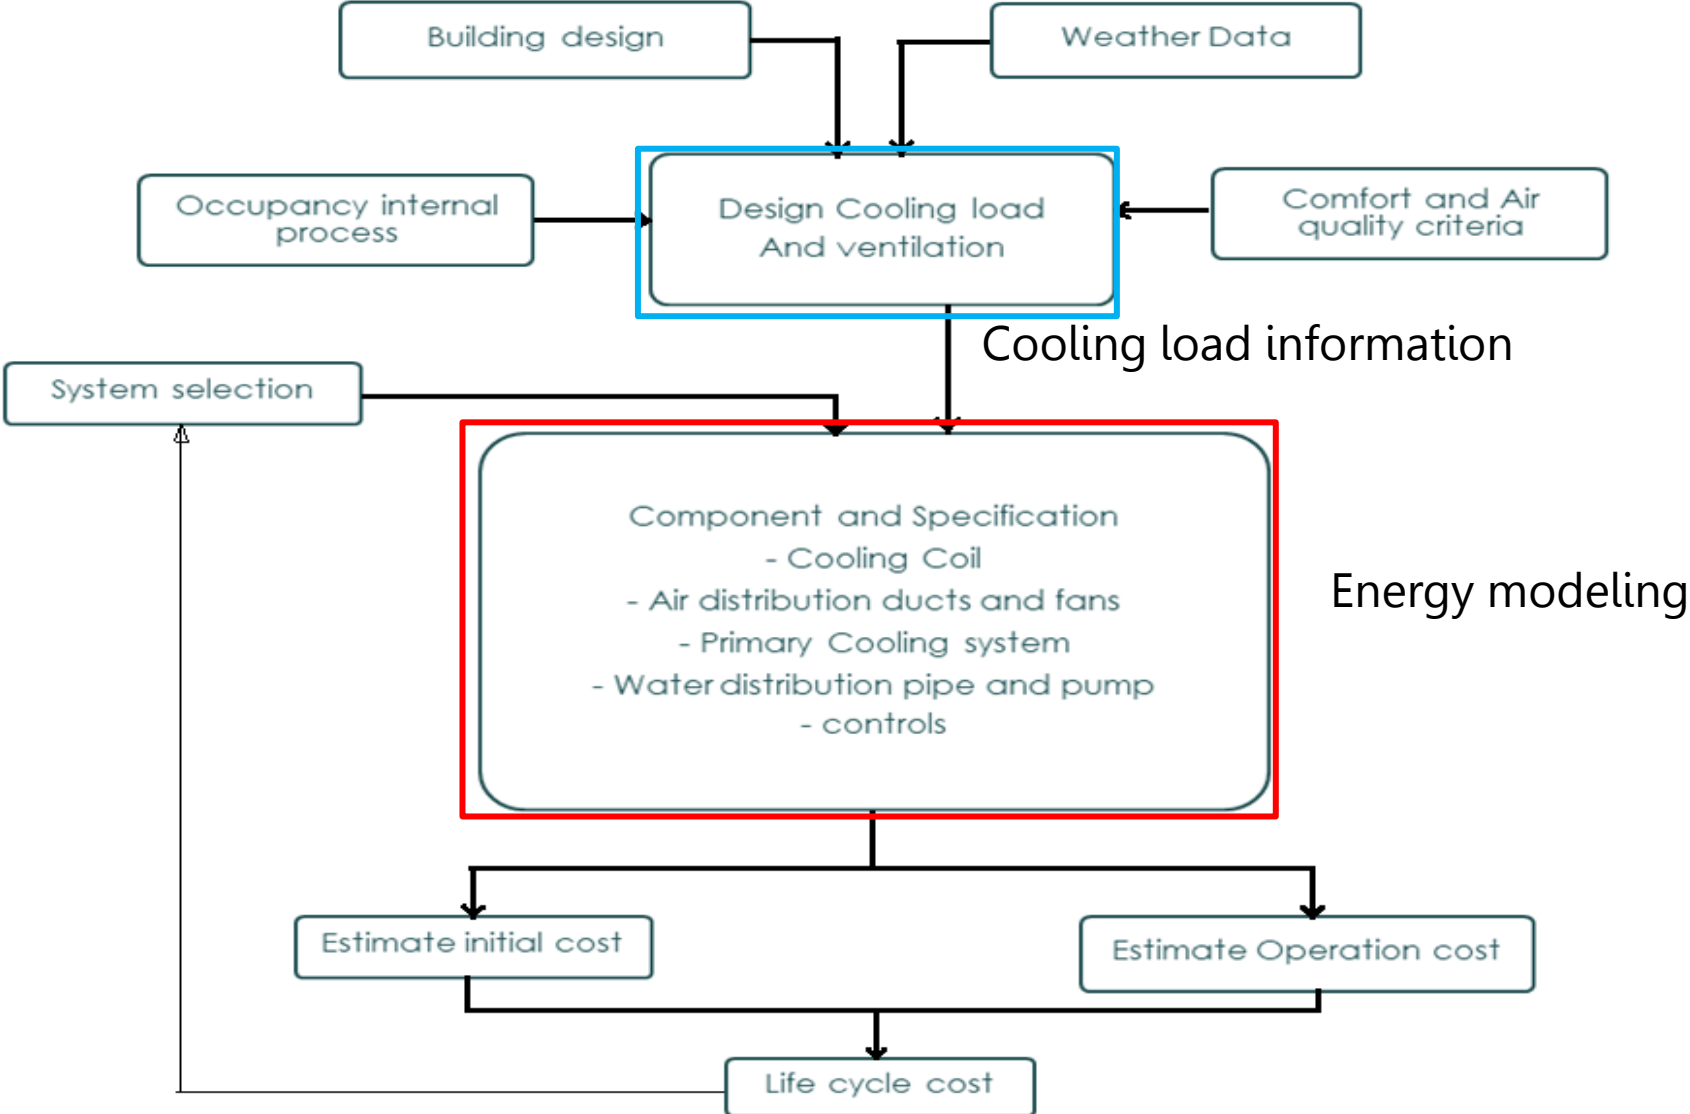 Building design
Weather Data
Occupancy internal
process
Design Cooling load
And ventilation
Comfort and Air
quality criteria
Cooling load information
System selection
Component and Specification
- Cooling Coil
- Air distribution ducts and fans
- Primary Cooling system
- Water distribution pipe and pump
- controls
Energy modeling
Estimate initial cost
Estimate Operation cost
Life cycle cost